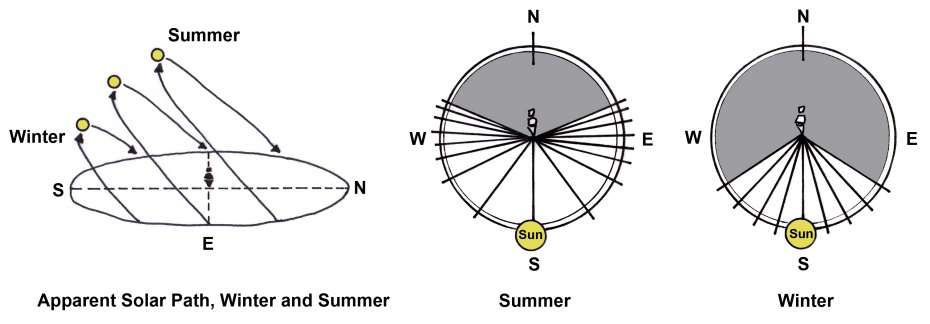 Summer
Winter
S
N
E
Apparent Solar Path, Winter and Summer
N
W
E
Sun
S
Summer
N
W
E
Sun
S
Winter